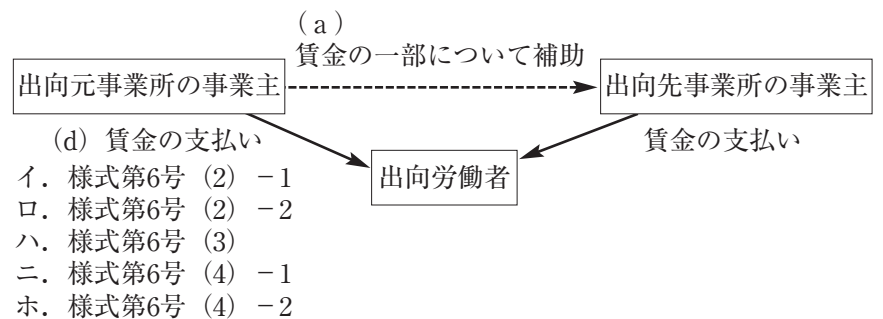 (a)
賃金の一部について補助
出向元事業所の事業主
出向先事業所の事業主
(d) 賃金の支払い
賃金の支払い
出向労働者
イ．様式第6号 (2) －1
ロ．様式第6号 (2) －2
ハ．様式第6号 (3)
ニ．様式第6号 (4) －1
ホ．様式第6号 (4) －2